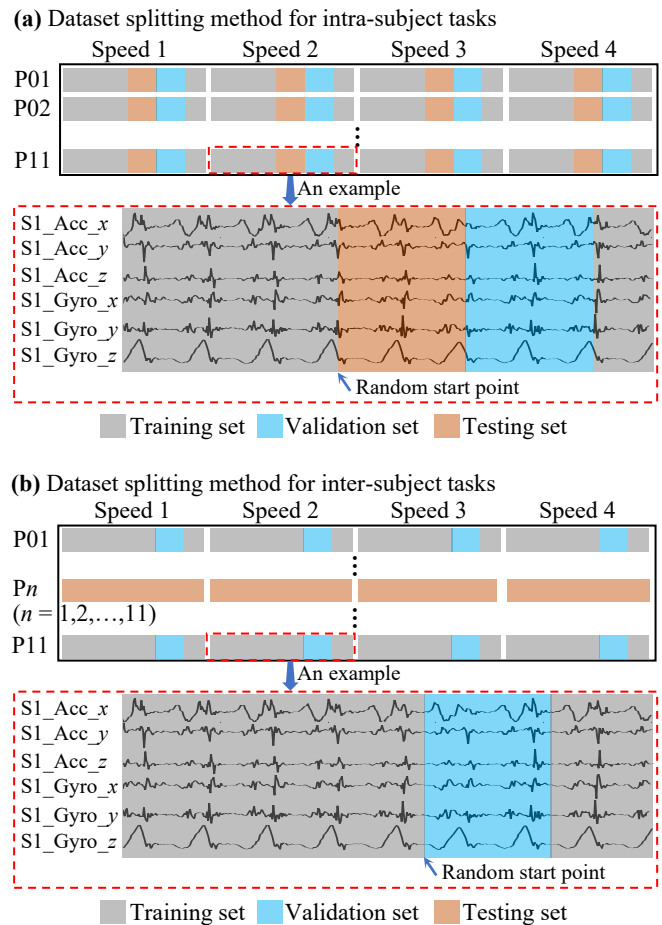 (a) Dataset splitting method for intra-subject tasks
Speed 1 Speed 2 Speed 3 Speed 4
P01
P02
P11
An example
S1_Acc_x
S1_Acc_y
S1_Acc_z
S1_Gyro_x
S1_Gyro_y
S1_Gyro_z
Random start point
Training set Validation set Testing set
(b) Dataset splitting method for inter-subject tasks
Speed 1 Speed 2 Speed 3 Speed 4
P01
Pn
(n = 1,2,…,11)
P11
An example
S1_Acc_x
S1_Acc_y
S1_Acc_z
S1_Gyro_x
S1_Gyro_y
S1_Gyro_z
Random start point
Training set Validation set Testing set